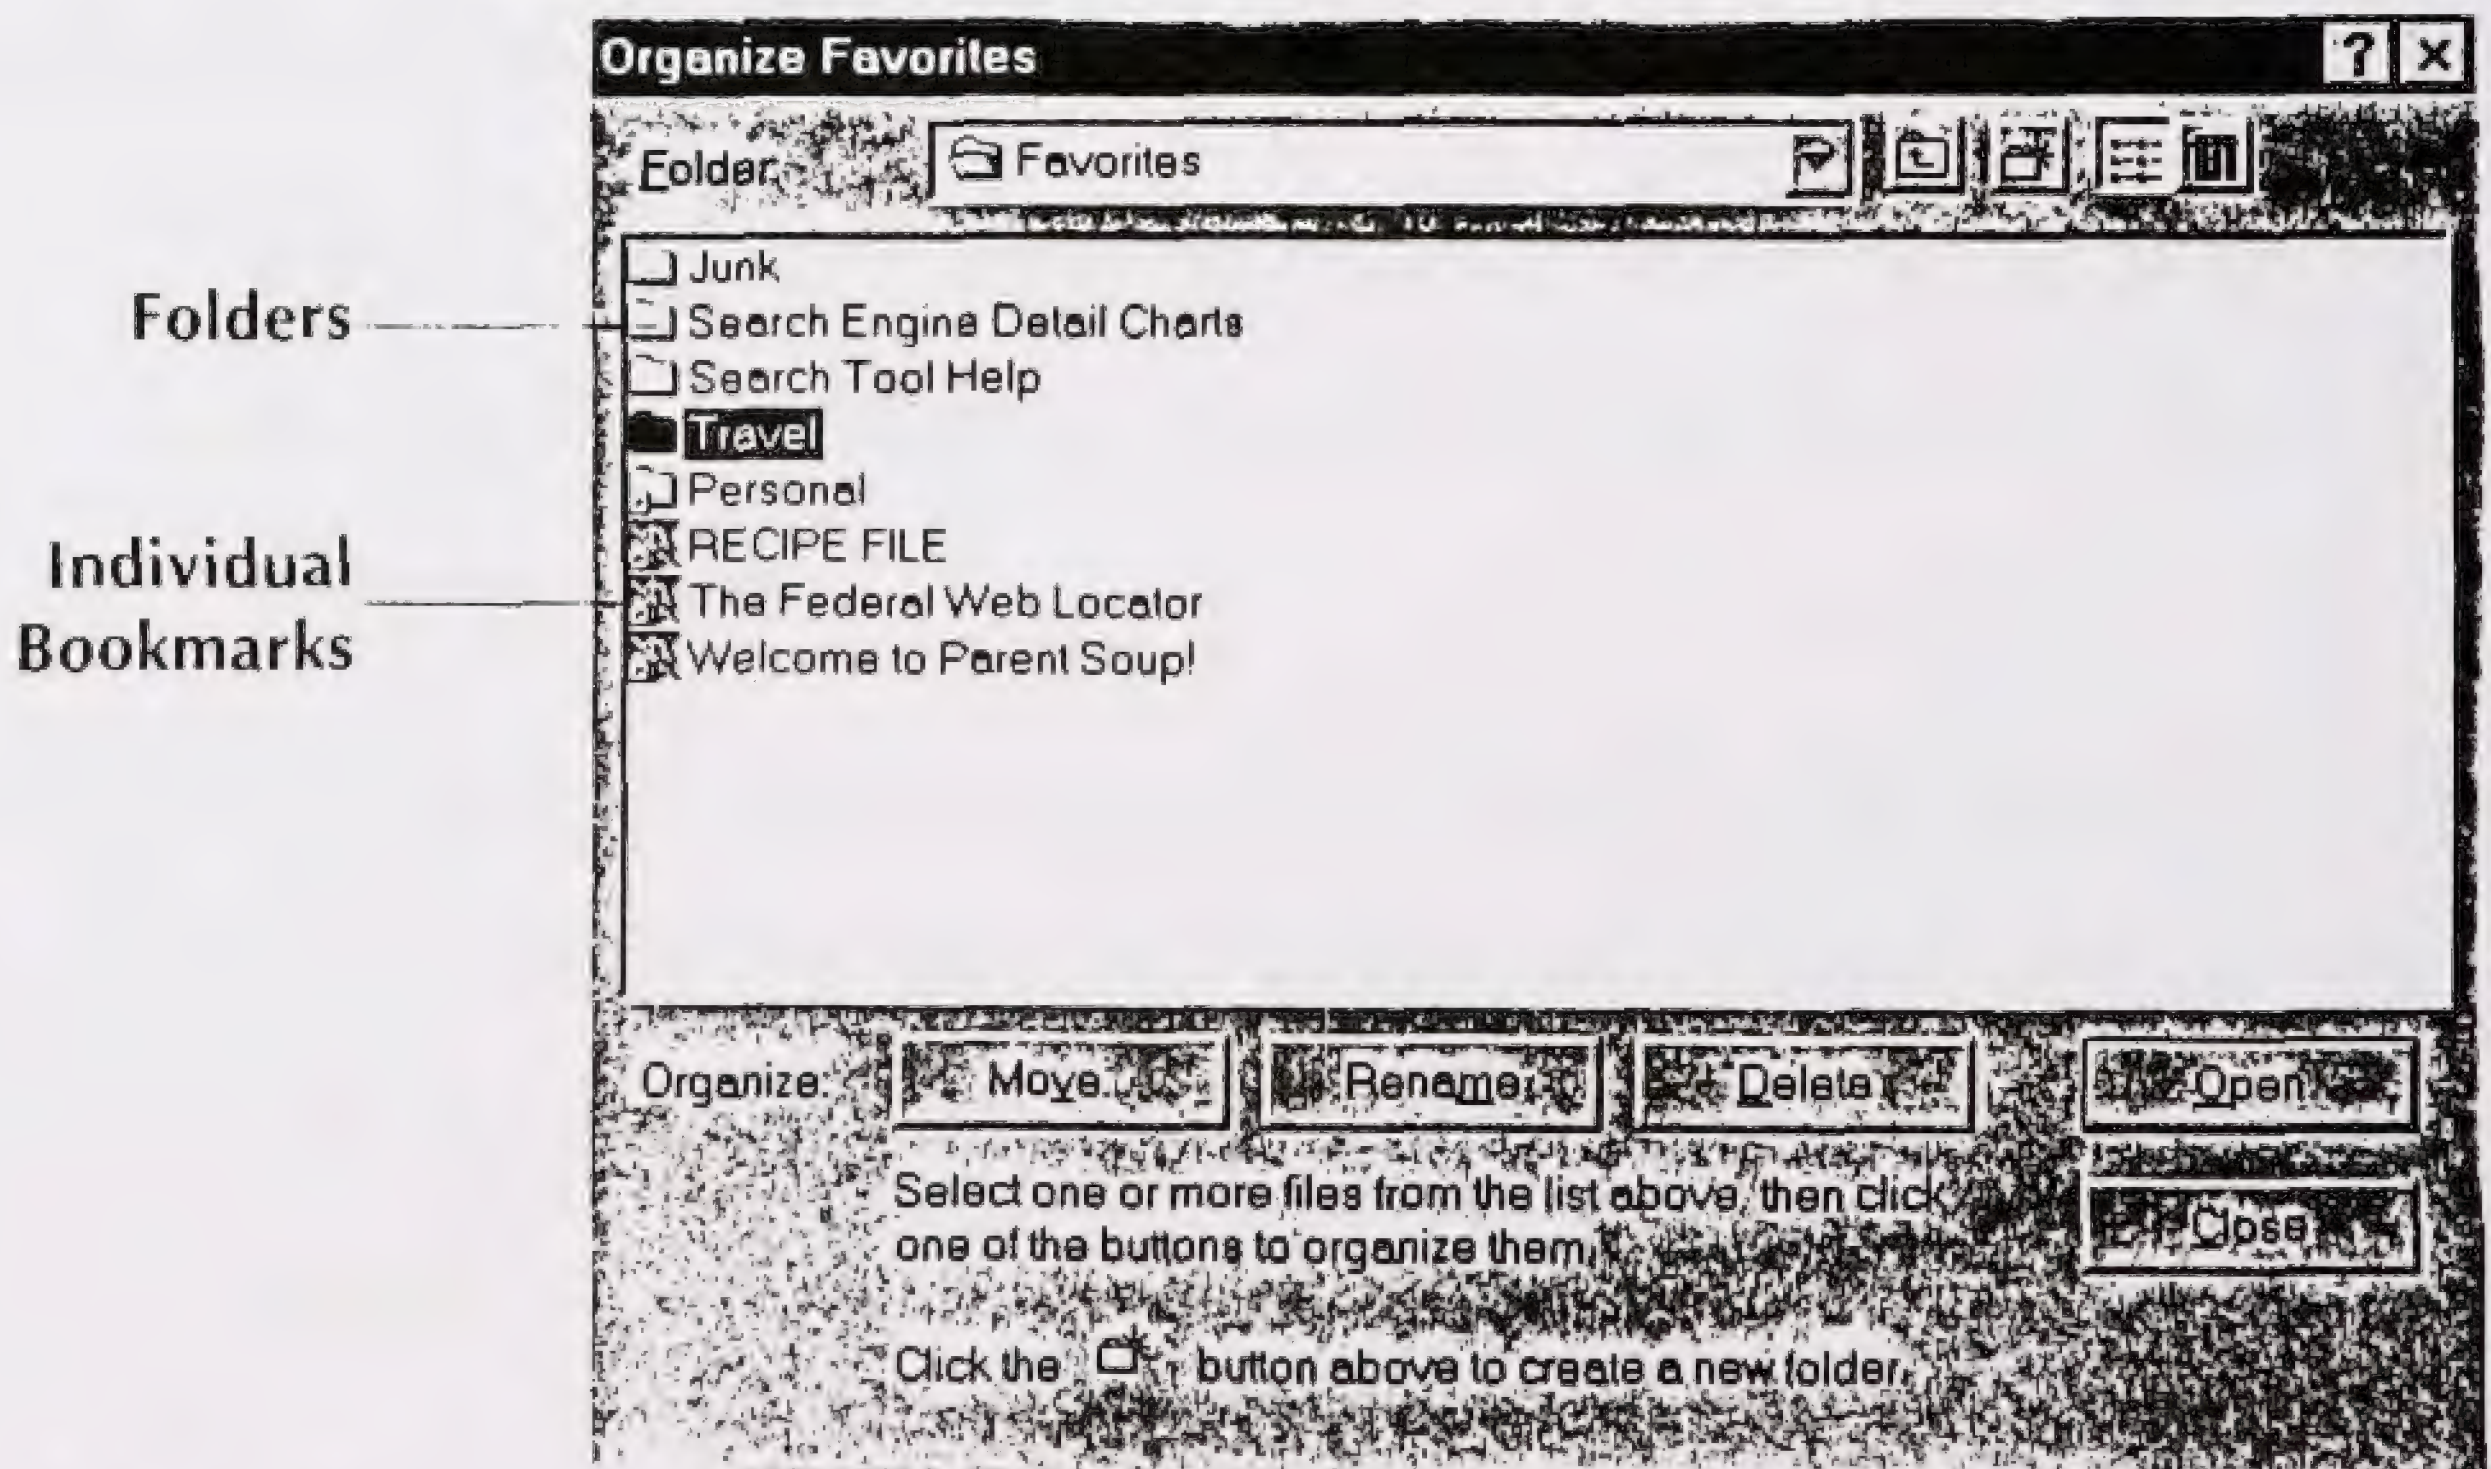 Organize Favorites ? x
Folder: Favorites
Junk
Search Engine Detail Charts
Folders
Search Tool Help
Travel
Personal
RECIPE FILE
Individual
Bookmarks
The Federal Web Locator
Welcome to Parent Soup!
Organize: Move... Rename Delete Open
Select one or more files from the list above, then click
one of the buttons to organize them.
Close
Click the button above to create a new folder.